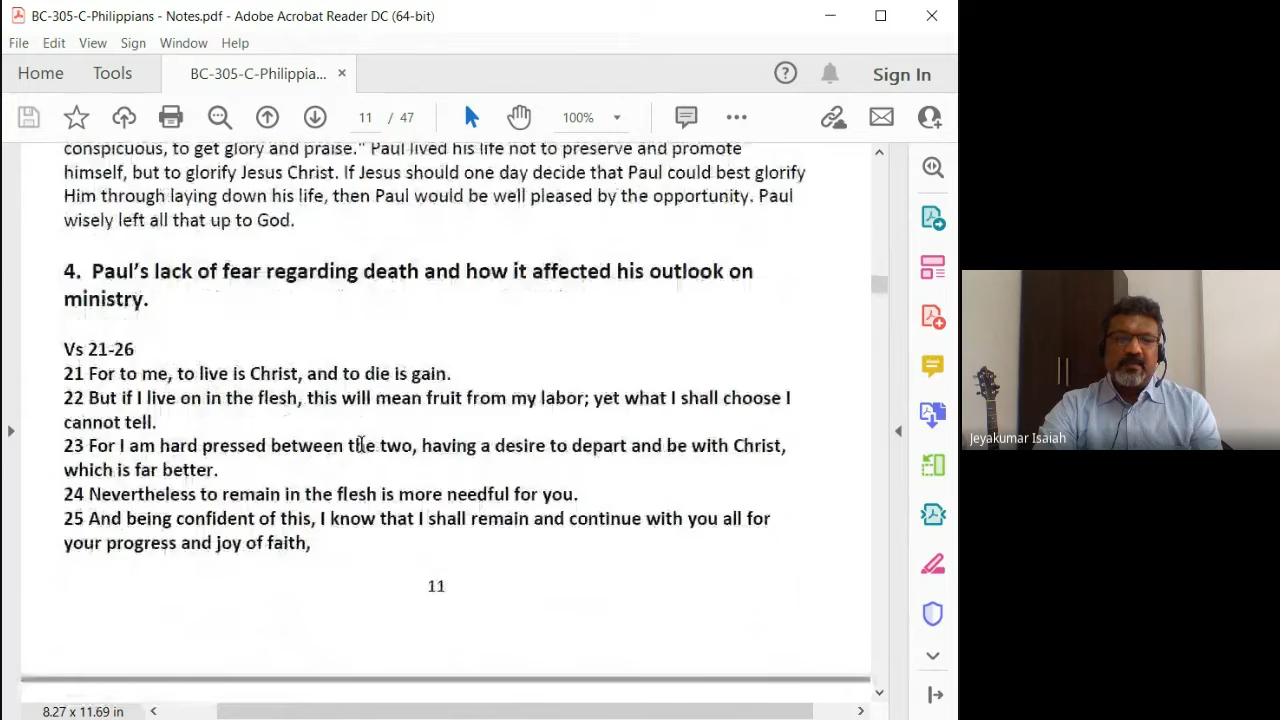 BC-305-C-Philippians - Notes.pdf - Adobe Acrobat Reader DC (64-bit)
File Edit View Sign Window Help
Home Tools BC-305-C-Philippia... × Sign In
11 / 47 100%
conspicuous, to get glory and praise." Paul lived his life not to preserve and promote
himself, but to glorify Jesus Christ. If Jesus should one day decide that Paul could best glorify
Him through laying down his life, then Paul would be well pleased by the opportunity. Paul
wisely left all that up to God.
4. Paul's lack of fear regarding death and how it affected his outlook on
ministry.
Vs 21-26
21 For to me, to live is Christ, and to die is gain.
22 But if I live on in the flesh, this will mean fruit from my labor; yet what I shall choose I
cannot tell.
23 For I am hard pressed between the two, having a desire to depart and be with Christ,
which is far better.
24 Nevertheless to remain in the flesh is more needful for you.
25 And being confident of this, I know that I shall remain and continue with you all for
your progress and joy of faith,
11
8.27 x 11.69 in
Jeyakumar Isaiah